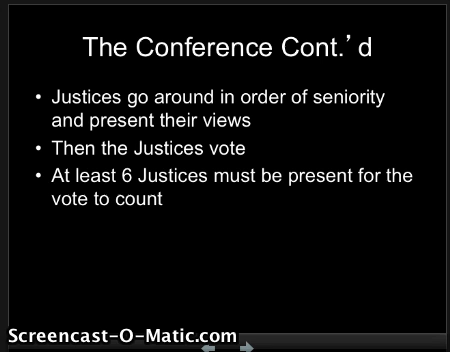 The Conference Cont.’d
• Justices go around in order of seniority
and present their views
• Then the Justices vote
• At least 6 Justices must be present for the
vote to count
Screencast-O-Matic.com